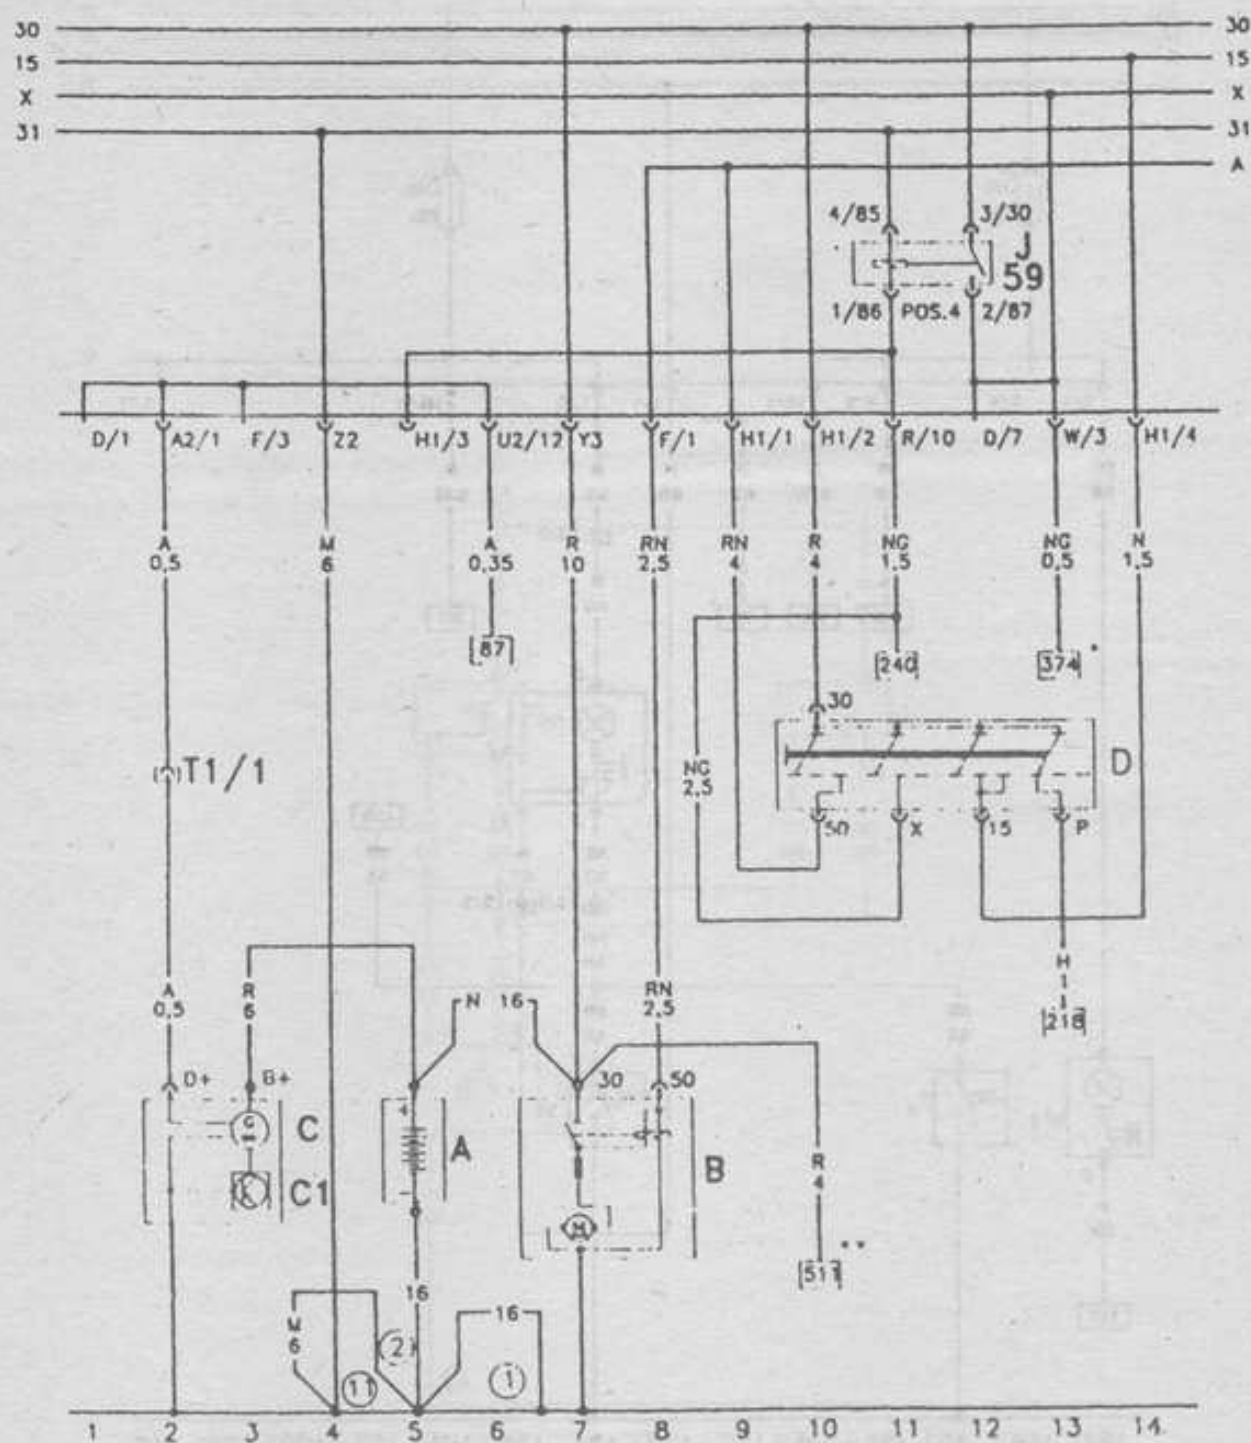 30 30
15 15
X X
31 31
A
4/85 3/30
J
59
1/86 POS.4 2/87
D/1 A2/1 F/3 Z2 H1/3 U2/12 Y3 F/1 H1/1 H1/2 R/10 D/7 W/3 H1/4
A M A R RN RN R NG NG N
0,5 6 0,35 10 2,5 4 4 1,5 0,5 1,5
87 240 374 *
30
T1/1 NG D
2,5
50 X 15 P
A R N 16 RN H
0,5 6 2,5 1
218
D+ B+ 30 50
+
G C A B R
4
C1
-
M
511 **
16 16
M
6
2
11 1
1 2 3 4 5 6 7 8 9 10 11 12 13 14